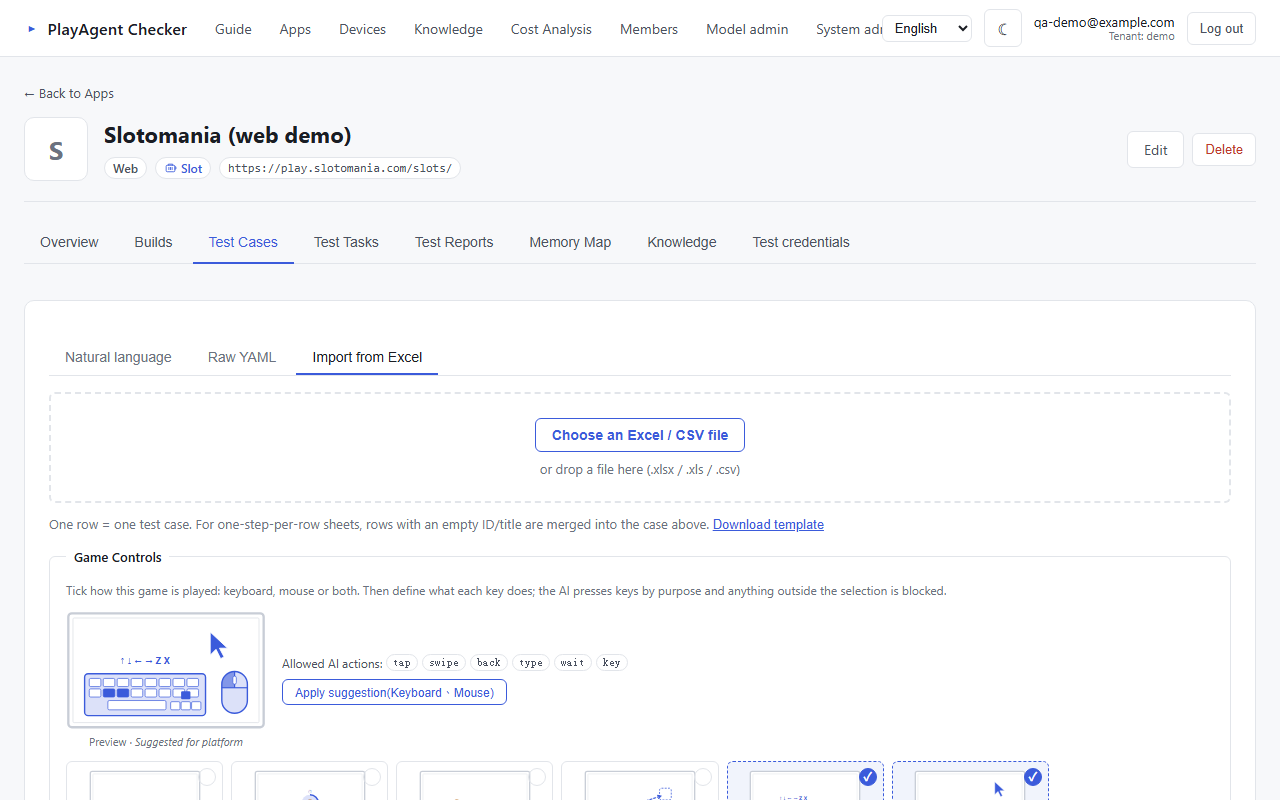 PlayAgent Checker
Guide
Apps
Devices
Knowledge
Cost Analysis
Members
Model admin
System adr
English
qa-demo@example.com
Tenant: demo
Log out
← Back to Apps
S
Slotomania (web demo)
Web
Slot
https://play.slotomania.com/slots/
Edit
Delete
Overview
Builds
Test Cases
Test Tasks
Test Reports
Memory Map
Knowledge
Test credentials
Natural language
Raw YAML
Import from Excel
Choose an Excel / CSV file
or drop a file here (.xlsx / .xls / .csv)
One row = one test case. For one-step-per-row sheets, rows with an empty ID/title are merged into the case above. Download template
Game Controls
Tick how this game is played: keyboard, mouse or both. Then define what each key does; the AI presses keys by purpose and anything outside the selection is blocked.
↑↓←→ZX
Allowed AI actions: tap swipe back type wait key
Apply suggestion(Keyboard、Mouse)
Preview · Suggested for platform